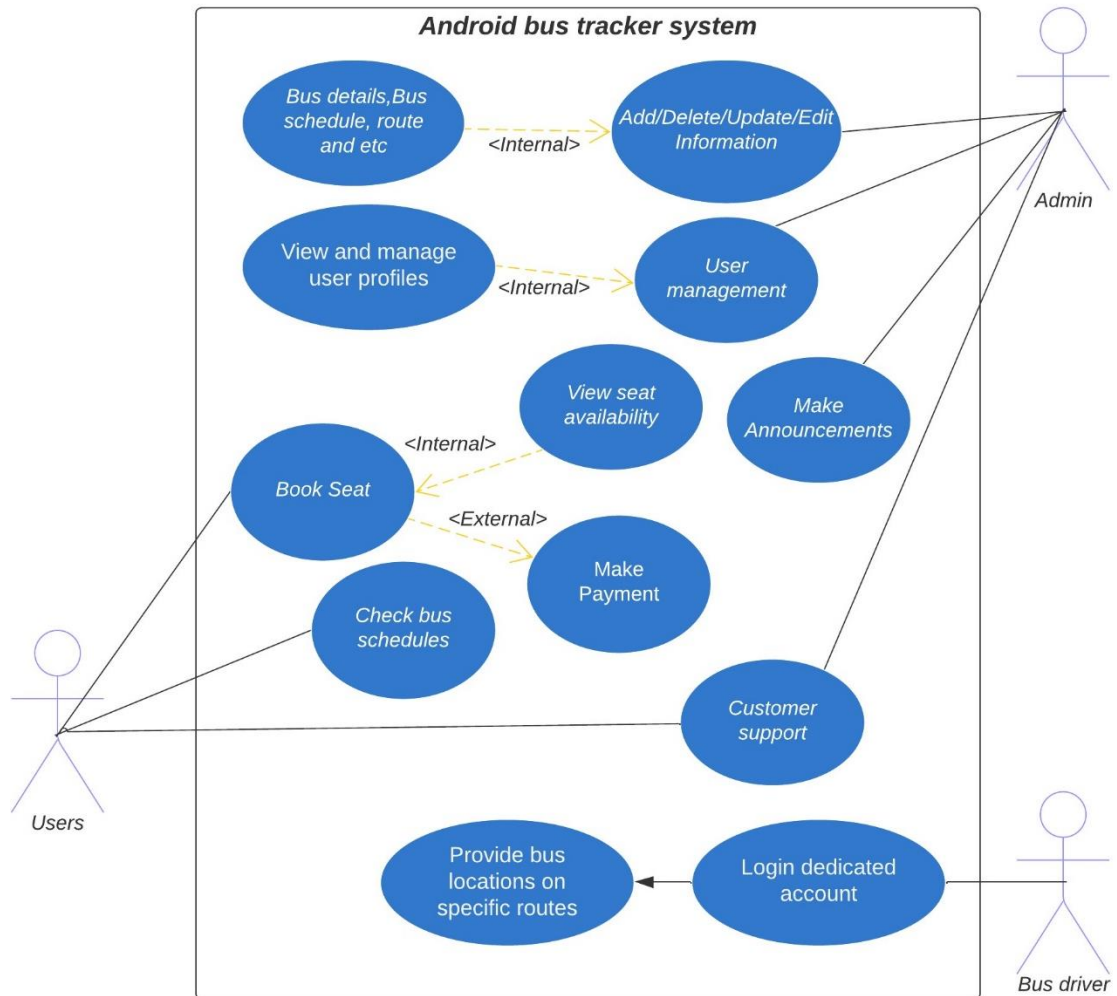 Android bus tracker system
Bus details,Bus
schedule, route
and etc
<Internal>
Add/Delete/Update/Edit
Information
Admin
View and manage
user profiles
<Internal>
User
management
View seat
availability
Make
Announcements
<Internal>
Book Seat
<External>
Make
Payment
Check bus
schedules
Customer
support
Users
Provide bus
locations on
specific routes
Login dedicated
account
Bus driver